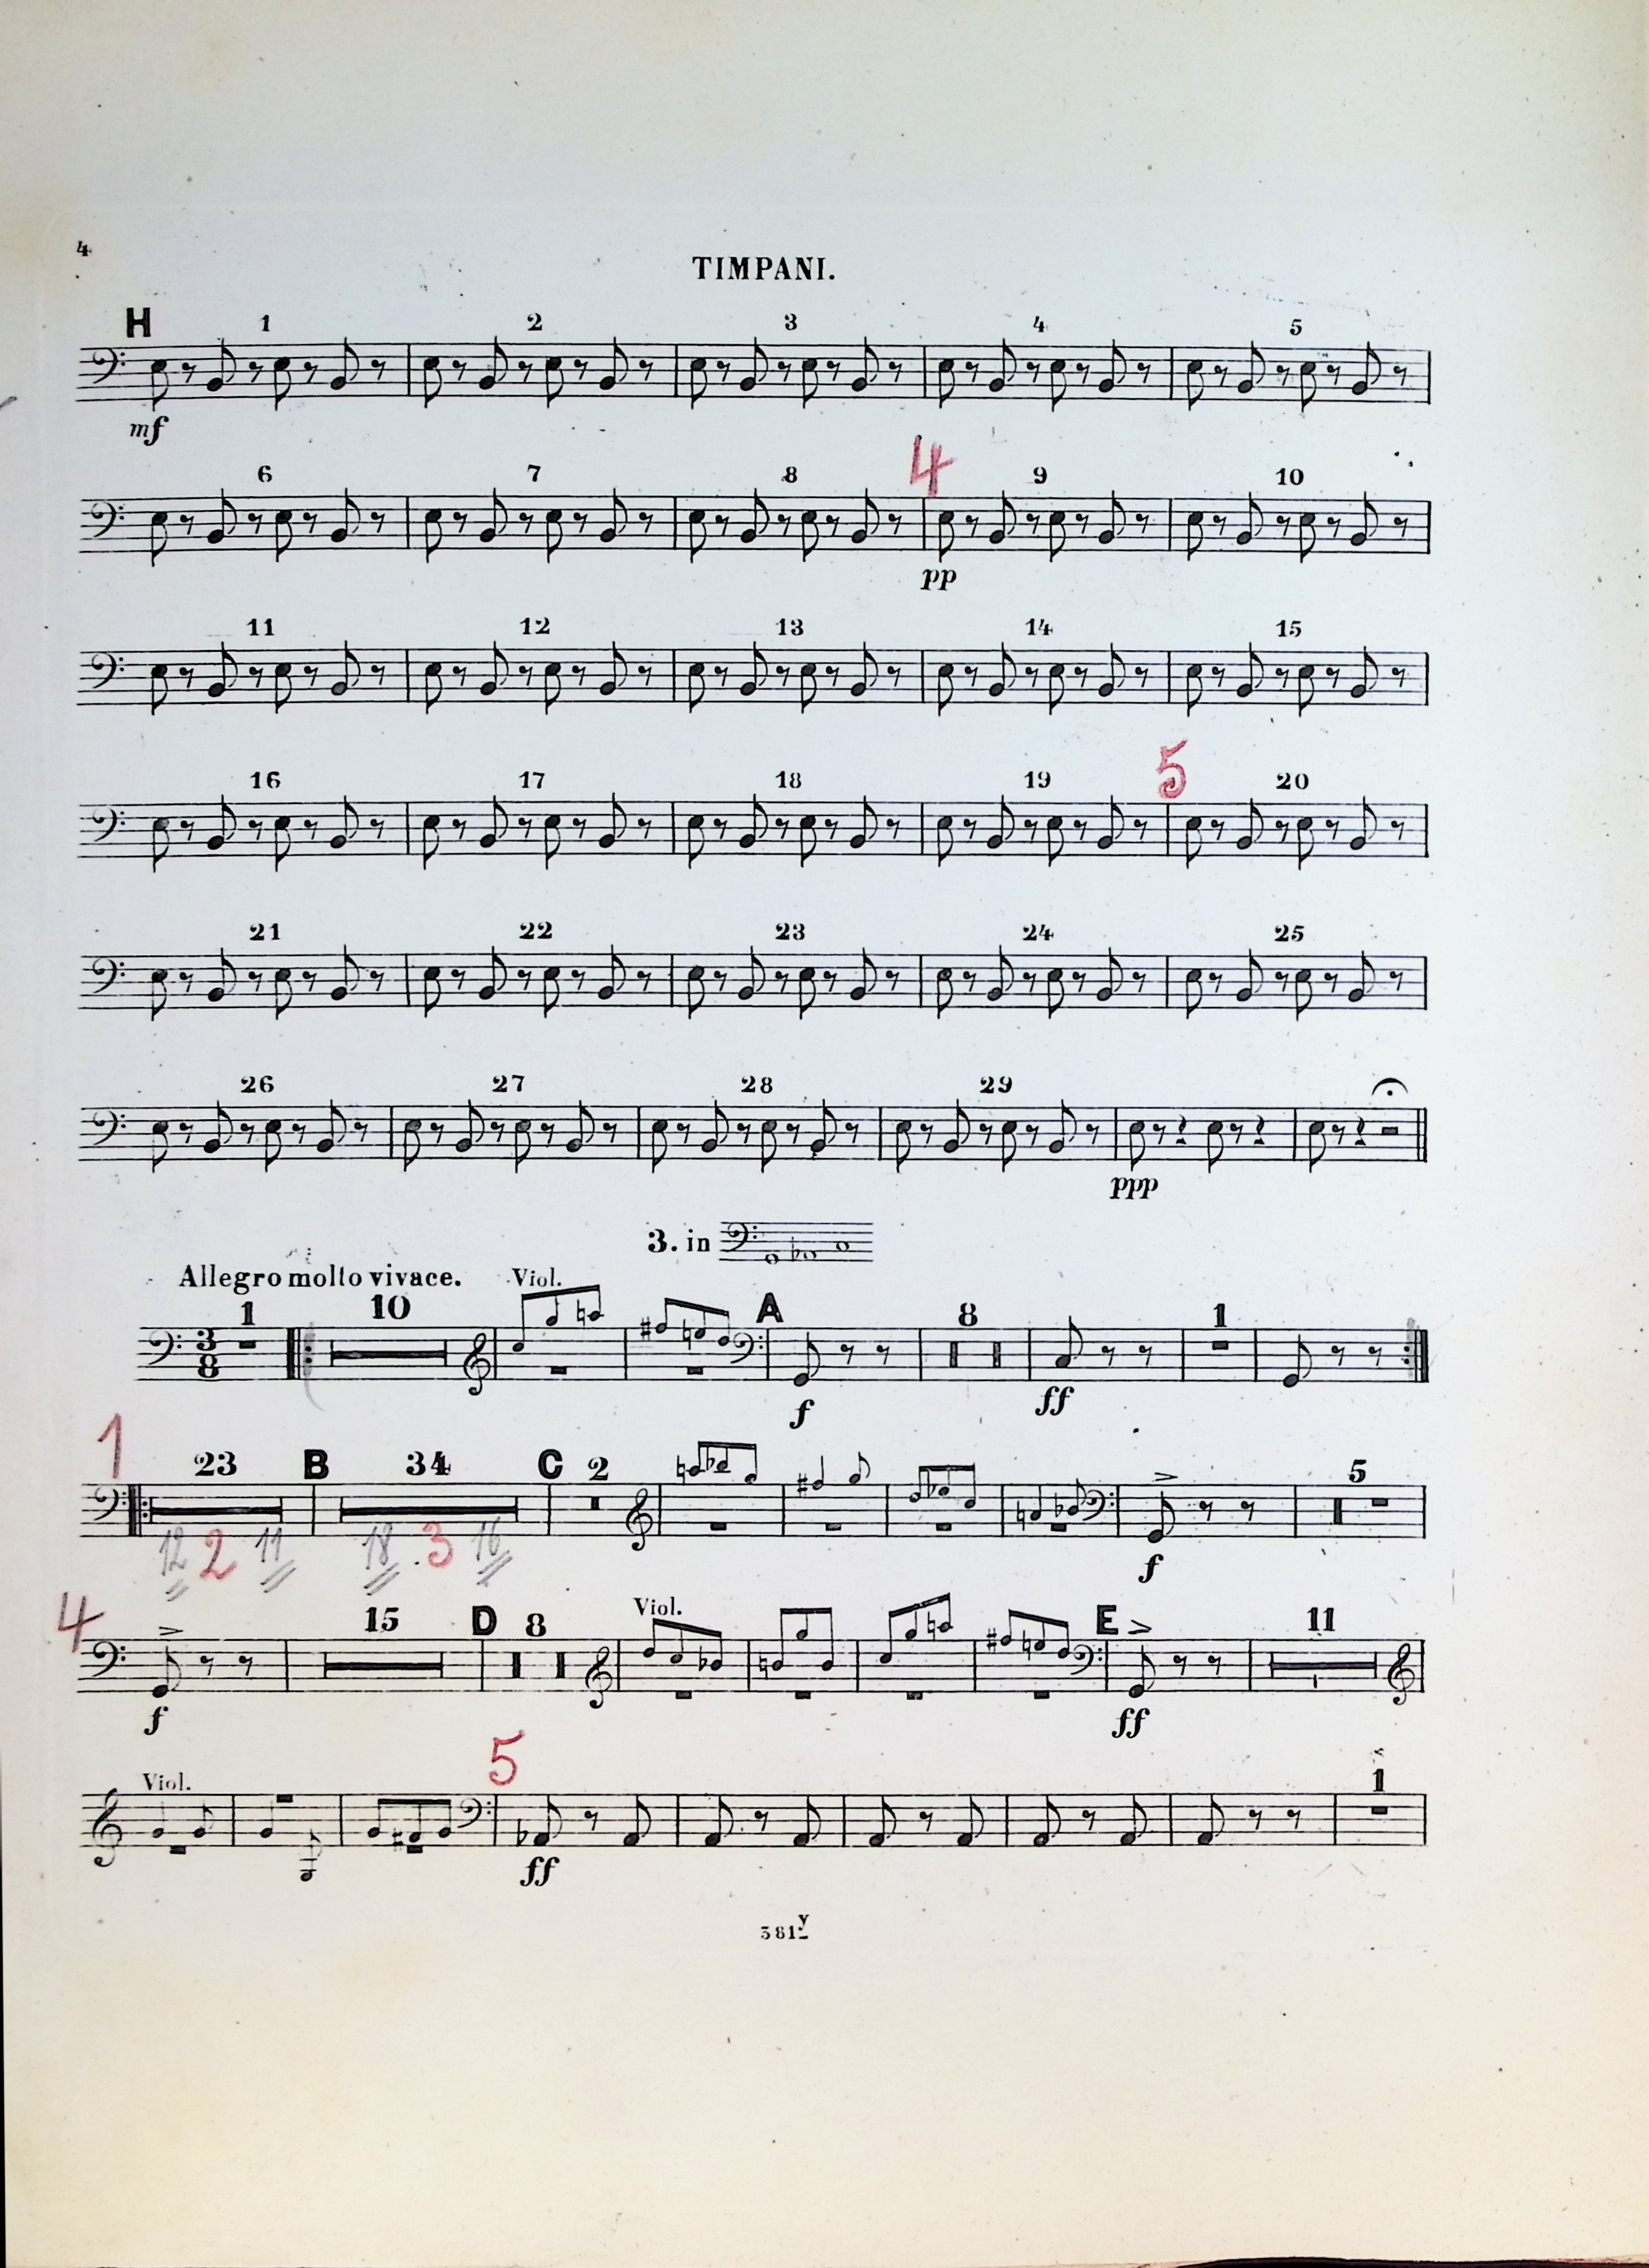 4
TIMPANI.
H 1 2 3 4 5
mf
6 7 8 4 9 10
pp
11 12 13 14 15
16 17 18 19 5 20
21 22 23 24 25
26 27 28 29
ppp
3. in
Allegro molto vivace. Viol.
1 10 A 8 1
3
8
f ff
1 23 B 34 C 2 5
12 2 11 18 3 16
f
4 15 D 8 Viol. E 11
f ff
Viol. 5 1
ff
381 y